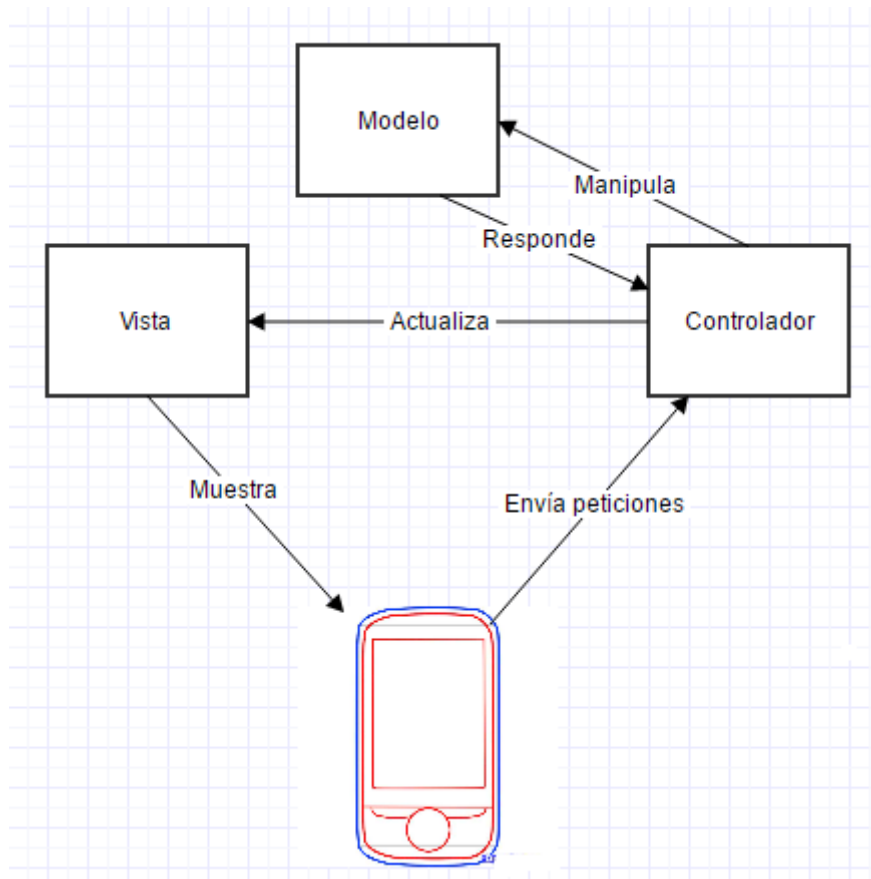 Modelo
Manipula
Responde
Vista
Actualiza
Controlador
Muestra
Envía peticiones